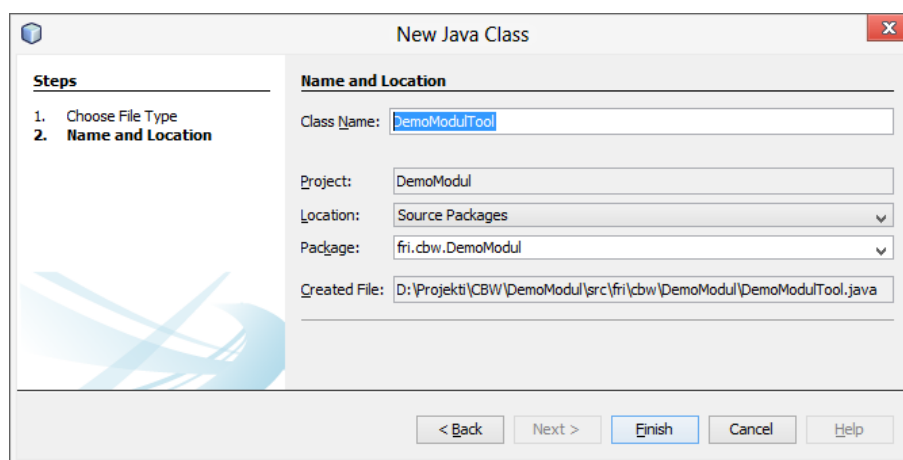 New Java Class
x
Steps
1. Choose File Type
2. Name and Location
Name and Location
Class Name: DemoModulTool
Project: DemoModul
Location: Source Packages
Package: fri.cbw.DemoModul
Created File: D:\Projekti\CBW\DemoModul\src\fri\cbw\DemoModul\DemoModulTool.java
< Back Next > Finish Cancel Help